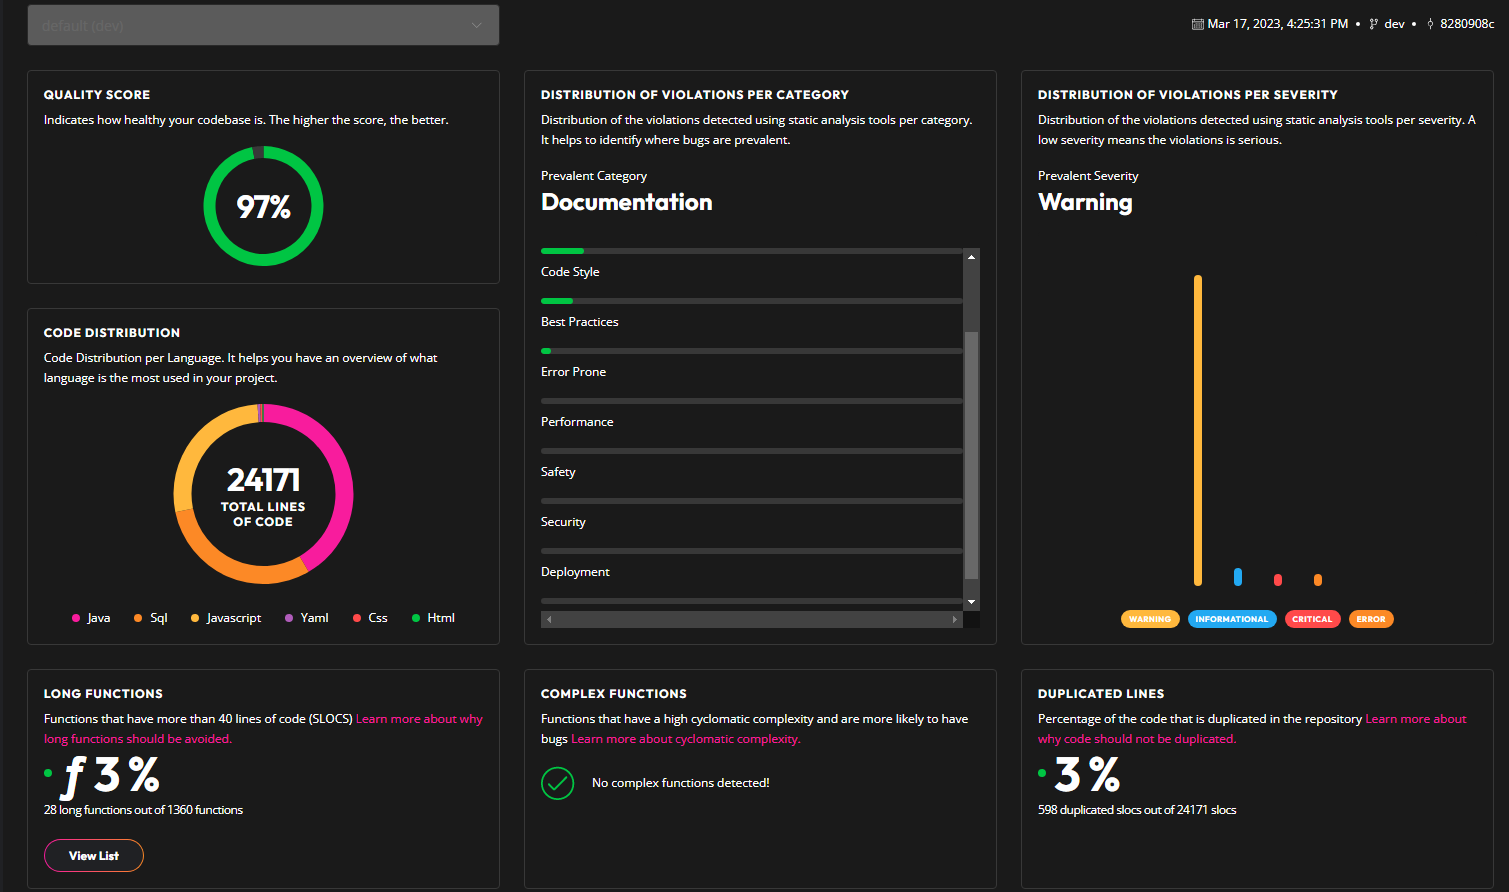 default (dev)
Mar 17, 2023, 4:25:31 PM • dev • 8280908c
QUALITY SCORE
Indicates how healthy your codebase is. The higher the score, the better.
97%
CODE DISTRIBUTION
Code Distribution per Language. It helps you have an overview of what
language is the most used in your project.
24171
TOTAL LINES
OF CODE
Java Sql Javascript Yaml Css Html
DISTRIBUTION OF VIOLATIONS PER CATEGORY
Distribution of the violations detected using static analysis tools per category.
It helps to identify where bugs are prevalent.
Prevalent Category
Documentation
Code Style
Best Practices
Error Prone
Performance
Safety
Security
Deployment
DISTRIBUTION OF VIOLATIONS PER SEVERITY
Distribution of the violations detected using static analysis tools per severity. A
low severity means the violations is serious.
Prevalent Severity
Warning
WARNING INFORMATIONAL CRITICAL ERROR
LONG FUNCTIONS
Functions that have more than 40 lines of code (SLOCS) Learn more about why
long functions should be avoided.
ƒ 3 %
28 long functions out of 1360 functions
View List
COMPLEX FUNCTIONS
Functions that have a high cyclomatic complexity and are more likely to have
bugs Learn more about cyclomatic complexity.
No complex functions detected!
DUPLICATED LINES
Percentage of the code that is duplicated in the repository Learn more about
why code should not be duplicated.
3 %
598 duplicated slocs out of 24171 slocs